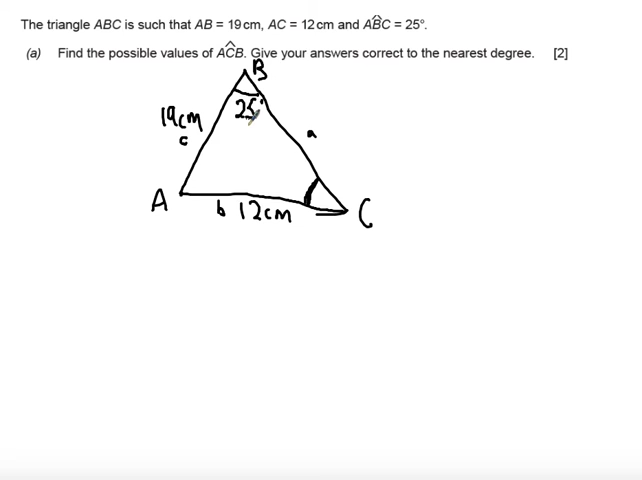 The triangle ABC is such that AB = 19 cm, AC = 12 cm and AB̂C = 25°.
(a) Find the possible values of AĈB. Give your answers correct to the nearest degree. [2]
B
25°
19cm
c
a
A
b 12cm
C